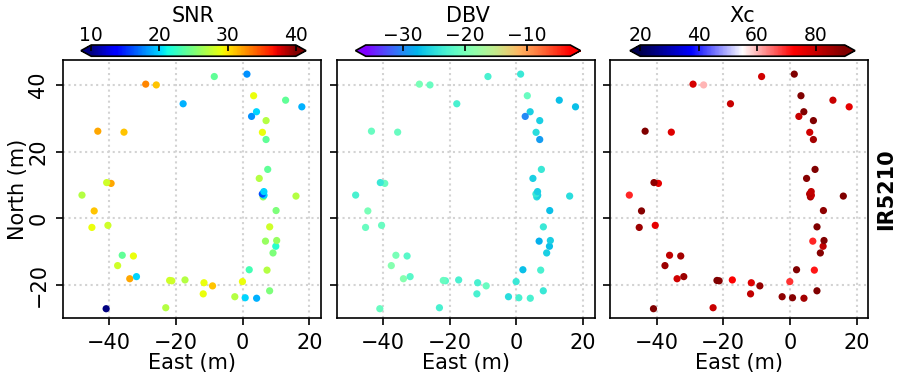 SNR DBV Xc
10 20 30 40 −30 −20 −10 20 40 60 80
North (m)
40
20
0
−20
IR5210
−40 −20 0 20 −40 −20 0 20 −40 −20 0 20
East (m) East (m) East (m)